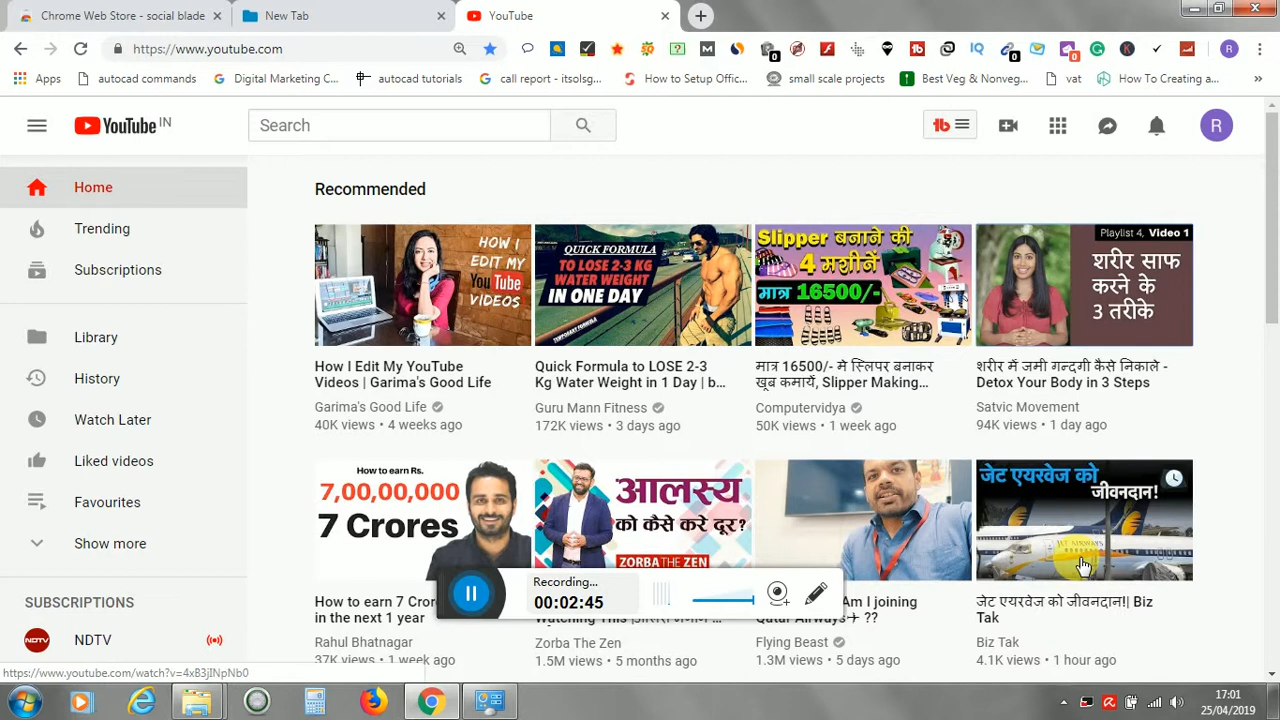 Chrome Web Store - social blade
New Tab
YouTube
https://www.youtube.com
Apps
autocad commands
Digital Marketing C...
autocad tutorials
call report - itsolgs...
How to Setup Offic...
small scale projects
Best Veg & Nonveg...
vat
How To Creating a...
YouTube IN
Search
R
Home
Trending
Subscriptions
Library
History
Watch Later
Liked videos
Favourites
Show more
SUBSCRIPTIONS
NDTV
Recommended
HOW I
EDIT MY
YouTube
VIDEOS
QUICK FORMULA
TO LOSE 2-3 KG
WATER WEIGHT
IN ONE DAY
Slipper बनाने की
4 मशीनें
मात्र 16500/-
Playlist 4, Video 1
शरीर साफ
करने के
3 तरीके
How I Edit My YouTube
Videos | Garima's Good Life
Garima's Good Life
40K views • 4 weeks ago
Quick Formula to LOSE 2-3
Kg Water Weight in 1 Day | b...
Guru Mann Fitness
172K views • 3 days ago
मात्र 16500/- मे स्लिपर बनाकर
खूब कमायें, Slipper Making...
Computervidya
50K views • 1 week ago
शरीर में जमी गन्दगी कैसे निकाले -
Detox Your Body in 3 Steps
Satvic Movement
94K views • 1 day ago
How to earn Rs.
7,00,00,000
7 Crores
आलस्य
को कैसे करे दूर?
ZORBA THE ZEN
जेट एयरवेज को
जीवनदान!
How to earn 7 Cror
in the next 1 year
Rahul Bhatnagar
37K views • 1 week ago
Zorba The Zen
1.5M views • 5 months ago
Am I joining
Qatar Airways ??
Flying Beast
1.3M views • 5 days ago
जेट एयरवेज को जीवनदान!| Biz
Tak
Biz Tak
4.1K views • 1 hour ago
Recording...
00:02:45
https://www.youtube.com/watch?v=4xB3JINpNb0
17:01
25/04/2019